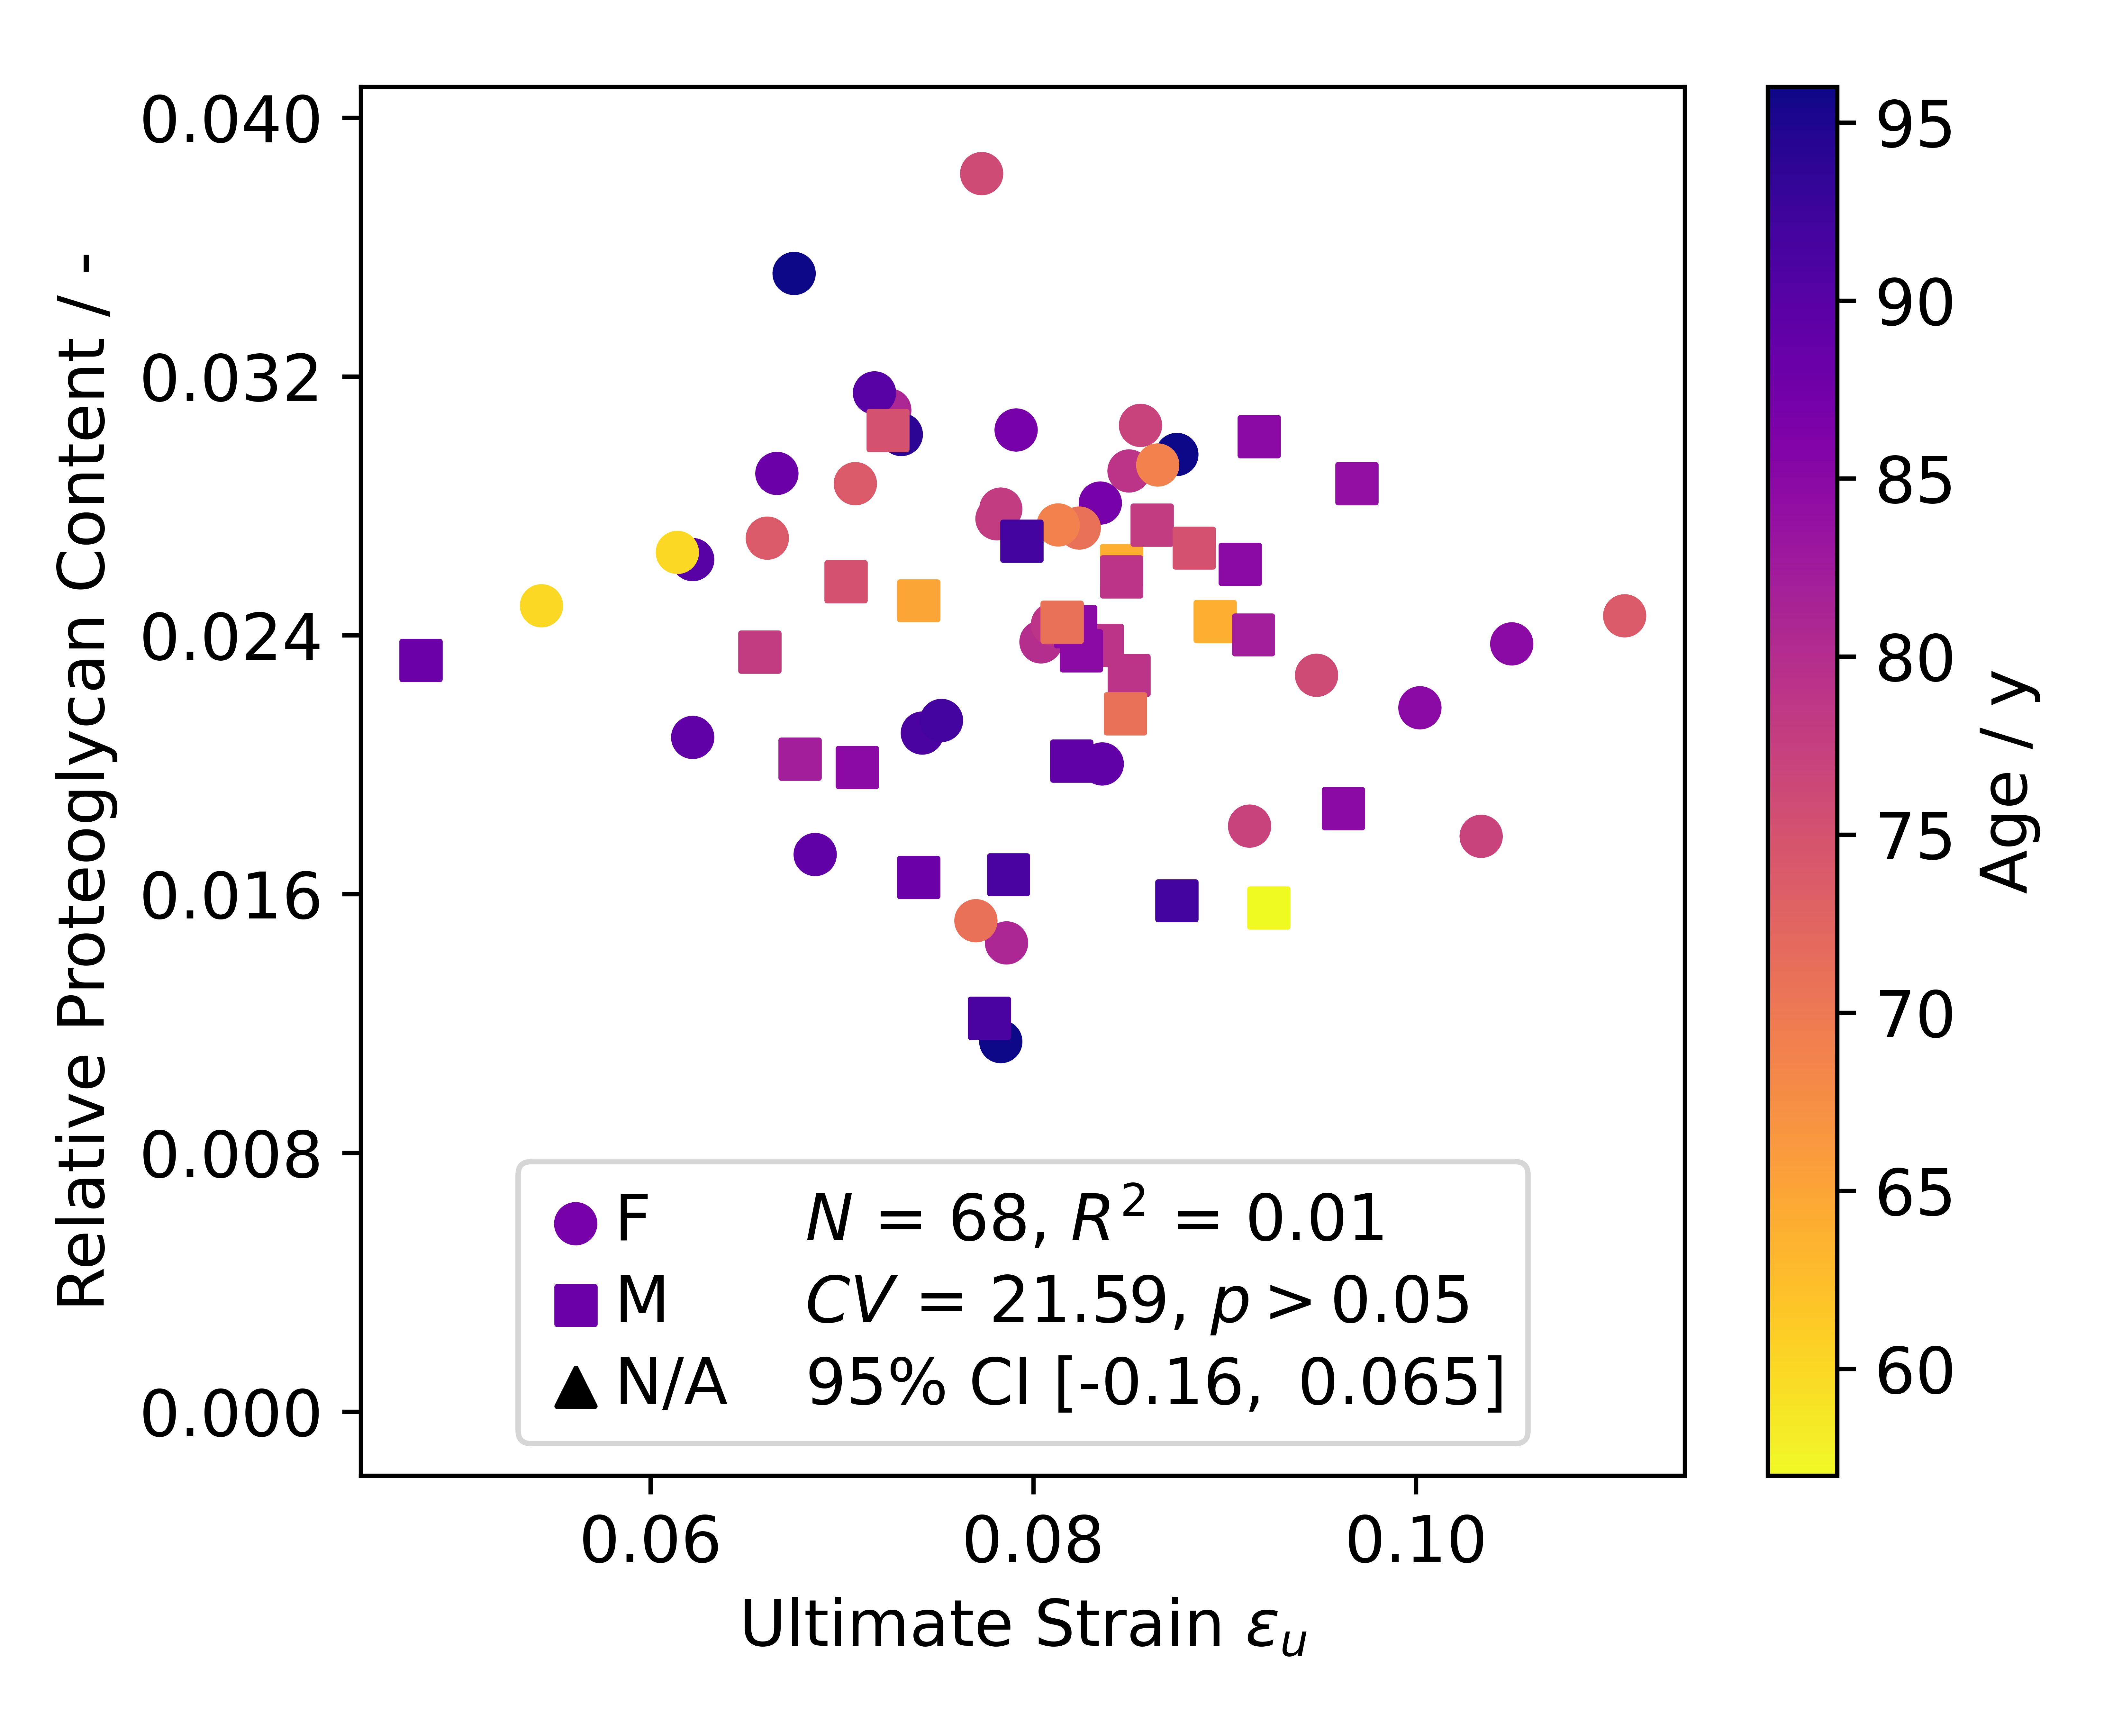 Relative Proteoglycan Content / -
0.040
0.032
0.024
0.016
0.008
0.000
F N = 68, R² = 0.01
M CV = 21.59, p > 0.05
N/A 95% CI [-0.16, 0.065]
0.06 0.08 0.10
Ultimate Strain εᵤ
95
90
85
80
75
70
65
60
Age / y